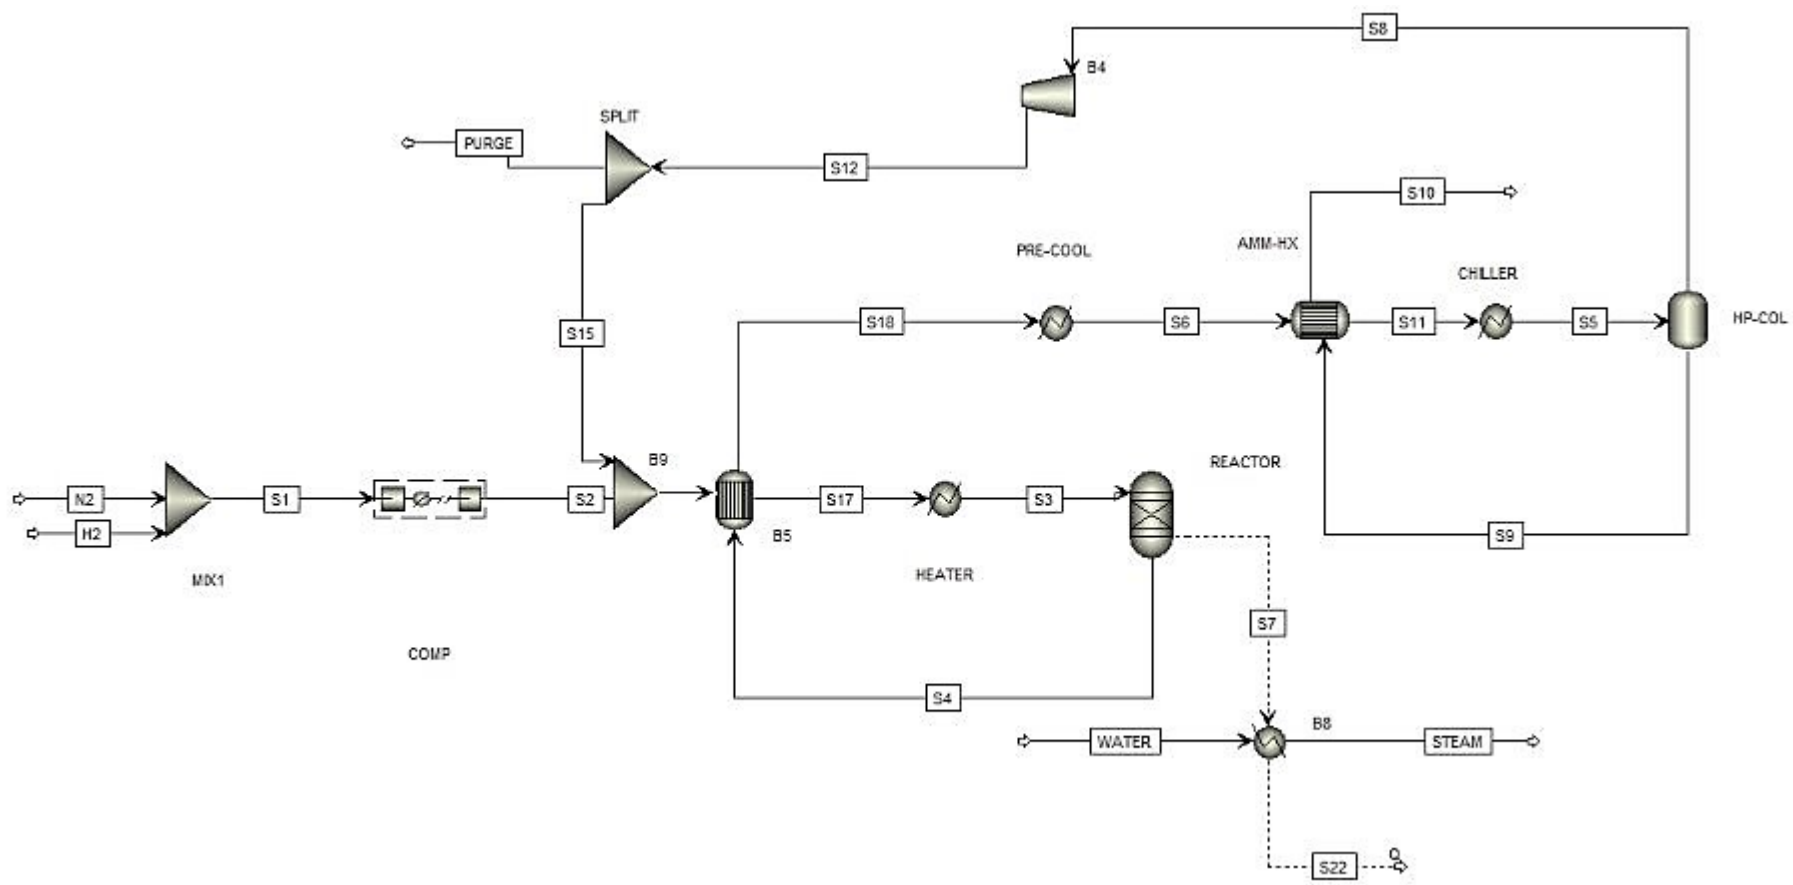 S8
B4
SPLIT
PURGE
S12
S10
AMM-HX
PRE-COOL
CHILLER
S15
S18
S6
S11
S5
HP-COL
B9
REACTOR
N2
S1
S2
S17
S3
H2
B5
S9
MIX1
HEATER
S7
COMP
S4
B8
WATER
STEAM
Q
S22